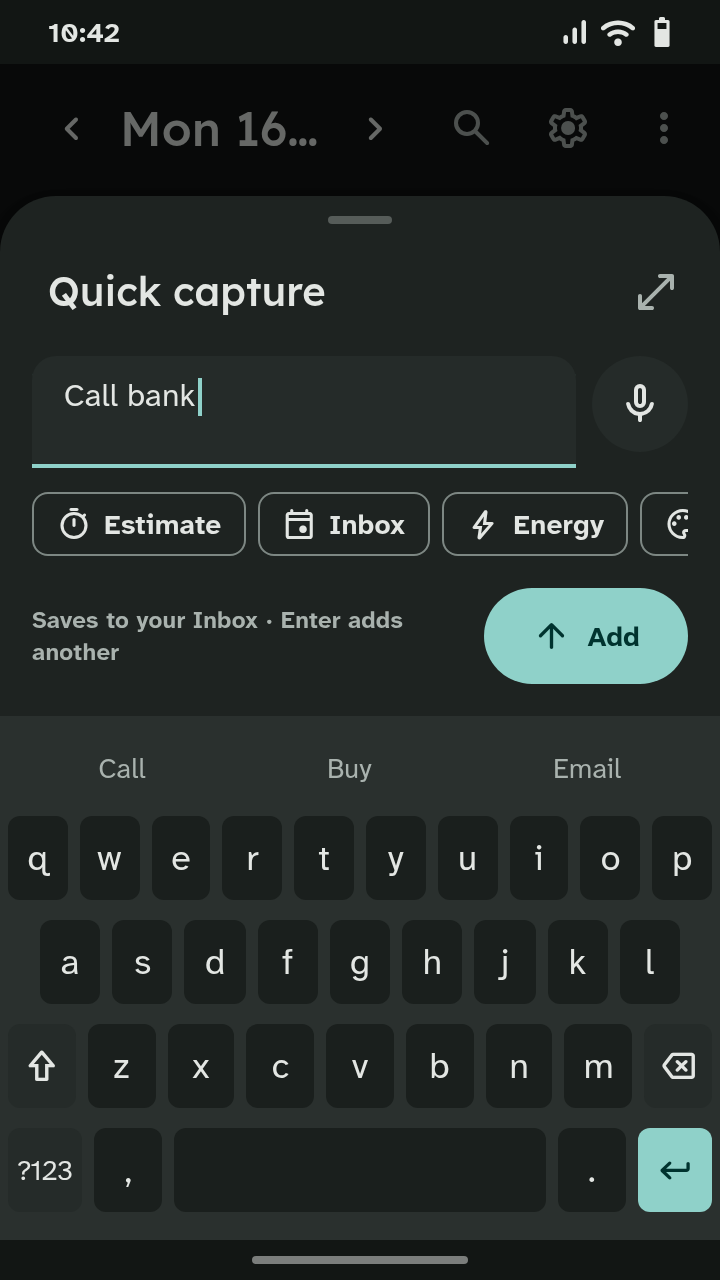 10:42
Mon 16…
Quick capture
Call bank
Estimate
Inbox
Energy
Saves to your Inbox · Enter adds
another
Add
Call Buy Email
q w e r t y u i o p
a s d f g h j k l
z x c v b n m
?123 , .